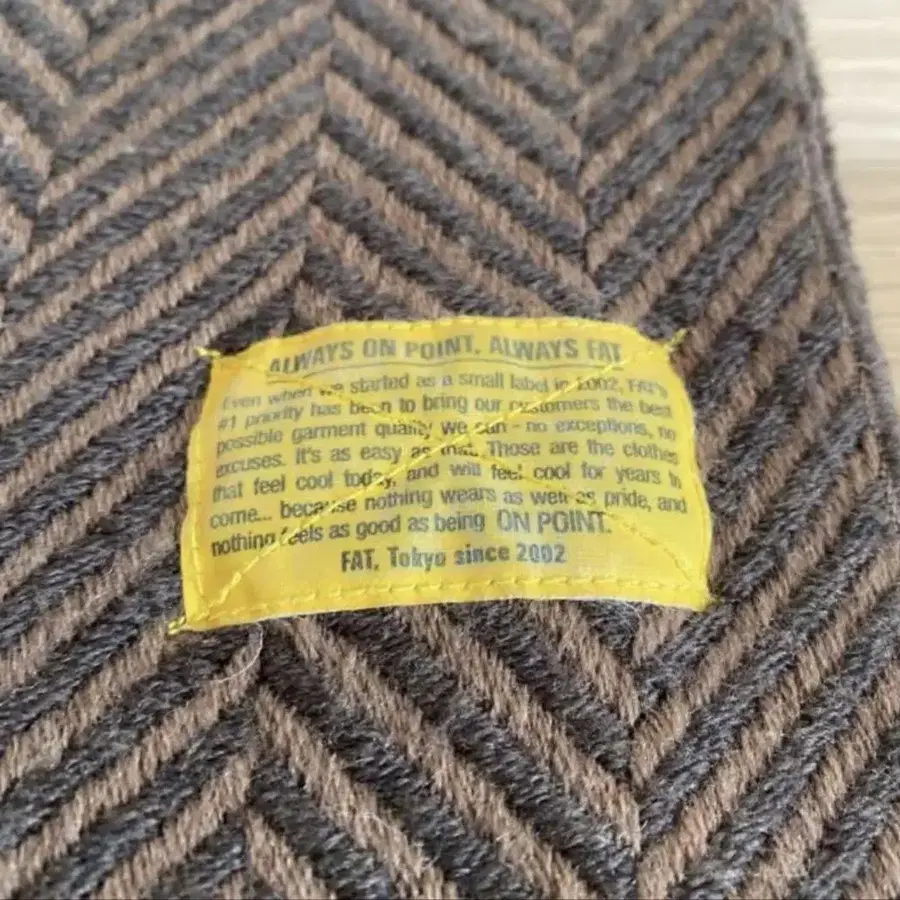 ALWAYS ON POINT, ALWAYS FAT
Even when we started as a small label in 2002, FAT's
#1 priority has been to bring our customers the best
possible garment quality we can - no exceptions, no
excuses. It's as easy as that. Those are the clothes
that feel cool today, and will feel cool for years to
come... because nothing wears as well as pride, and
nothing feels as good as being ON POINT.
FAT, Tokyo since 2002